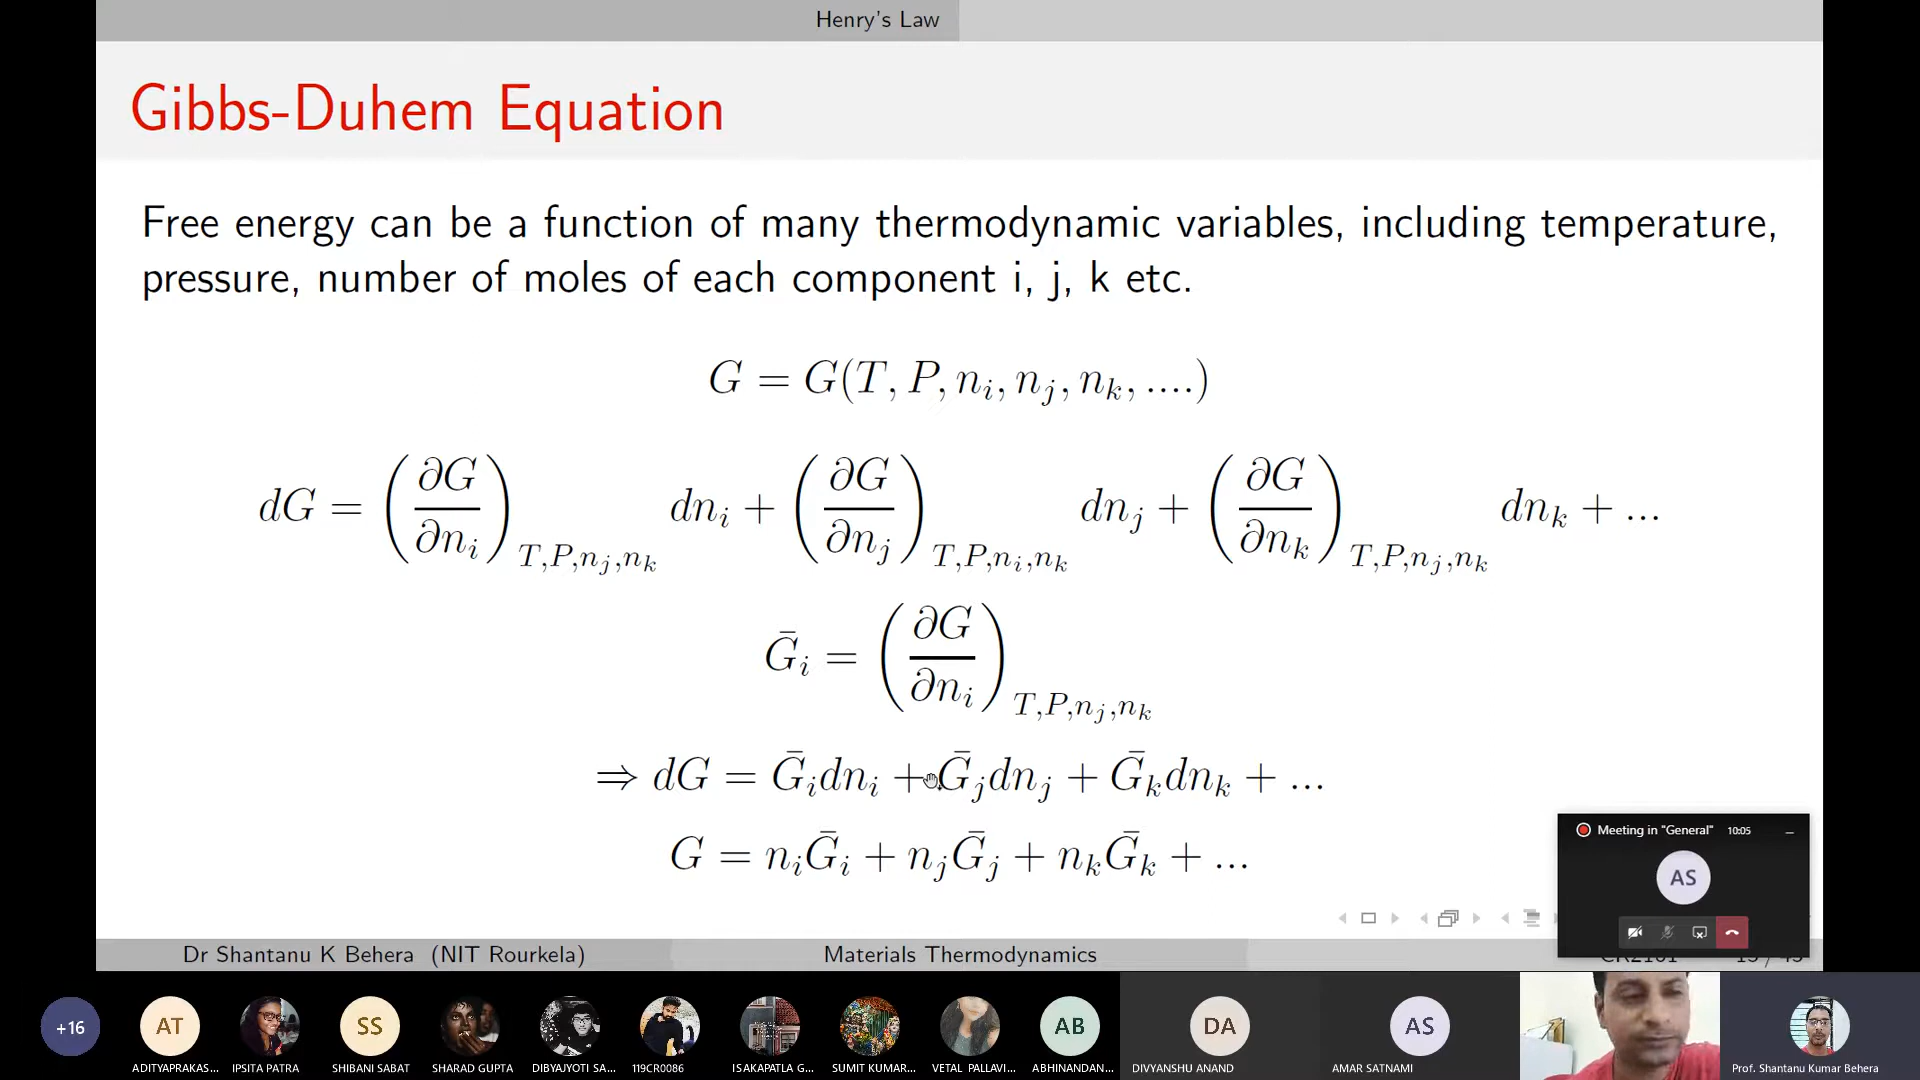 Henry's Law
Gibbs-Duhem Equation
Free energy can be a function of many thermodynamic variables, including temperature,
pressure, number of moles of each component i, j, k etc.
G = G(T, P, n_i, n_j, n_k, ....)
dG = (∂G/∂n_i)_{T,P,n_j,n_k} dn_i + (∂G/∂n_j)_{T,P,n_i,n_k} dn_j + (∂G/∂n_k)_{T,P,n_j,n_k} dn_k + ...
Ḡ_i = (∂G/∂n_i)_{T,P,n_j,n_k}
⇒ dG = Ḡ_i dn_i + Ḡ_j dn_j + Ḡ_k dn_k + ...
G = n_i Ḡ_i + n_j Ḡ_j + n_k Ḡ_k + ...
Meeting in "General" 10:05
AS
Dr Shantanu K Behera (NIT Rourkela) Materials Thermodynamics
+16 AT SS AB DA AS
ADITYAPRAKAS... IPSITA PATRA SHIBANI SABAT SHARAD GUPTA DIBYAJYOTI SA... 119CR0086 ISAKAPATLA G... SUMIT KUMAR... VETAL PALLAVI... ABHINANDAN... DIVYANSHU ANAND AMAR SATNAMI Prof. Shantanu Kumar Behera